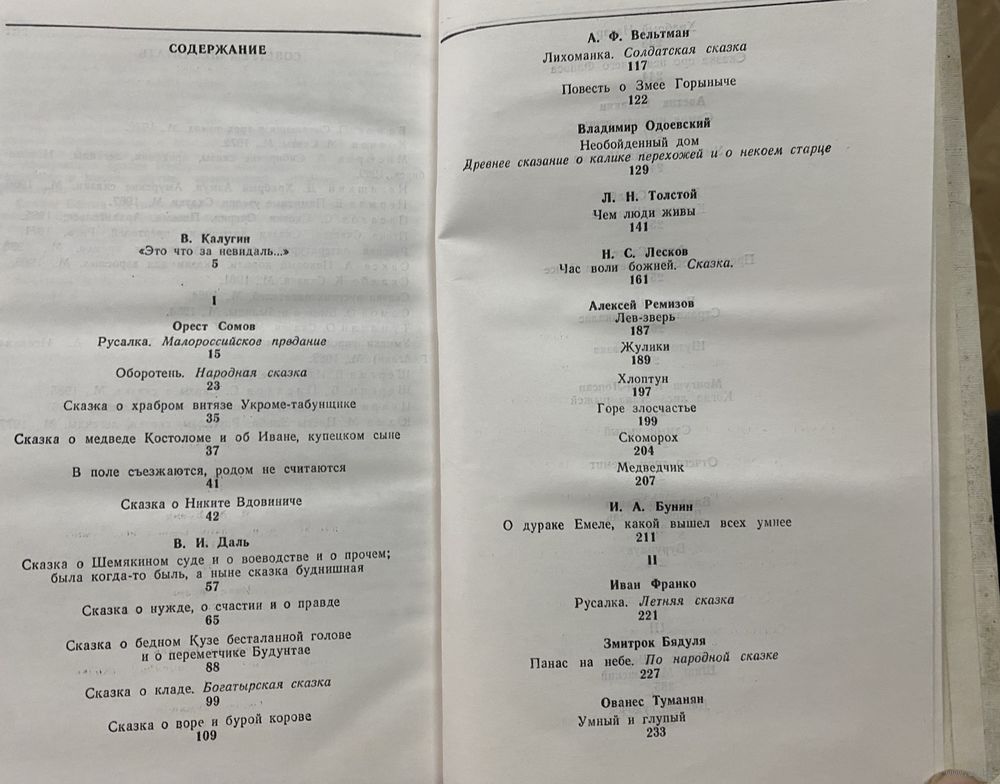 СОДЕРЖАНИЕ
В. Калугин
«Это что за невидаль...»
5
I
Орест Сомов
Русалка. Малороссийское предание
15
Оборотень. Народная сказка
23
Сказка о храбром витязе Укроме-табунщике
35
Сказка о медведе Костоломе и об Иване, купецком сыне
37
В поле съезжаются, родом не считаются
41
Сказка о Никите Вдовиниче
42
В. И. Даль
Сказка о Шемякином суде и о воеводстве и о прочем;
была когда-то быль, а ныне сказка буднишная
57
Сказка о нужде, о счастии и о правде
65
Сказка о бедном Кузе бесталанной голове
и о переметчике Будунтае
88
Сказка о кладе. Богатырская сказка
99
Сказка о воре и бурой корове
109
А. Ф. Вельтман
Лихоманка. Солдатская сказка
117
Повесть о Змее Горыныче
122
Владимир Одоевский
Необойденный дом
Древнее сказание о калике перехожей и о некоем старце
129
Л. Н. Толстой
Чем люди живы
141
Н. С. Лесков
Час воли божией. Сказка.
161
Алексей Ремизов
Лев-зверь
187
Жулики
189
Хлоптун
197
Горе злосчастье
199
Скоморох
204
Медведчик
207
И. А. Бунин
О дураке Емеле, какой вышел всех умнее
211
II
Иван Франко
Русалка. Летняя сказка
221
Змитрок Бядуля
Панас на небе. По народной сказке
227
Ованес Туманян
Умный и глупый
233